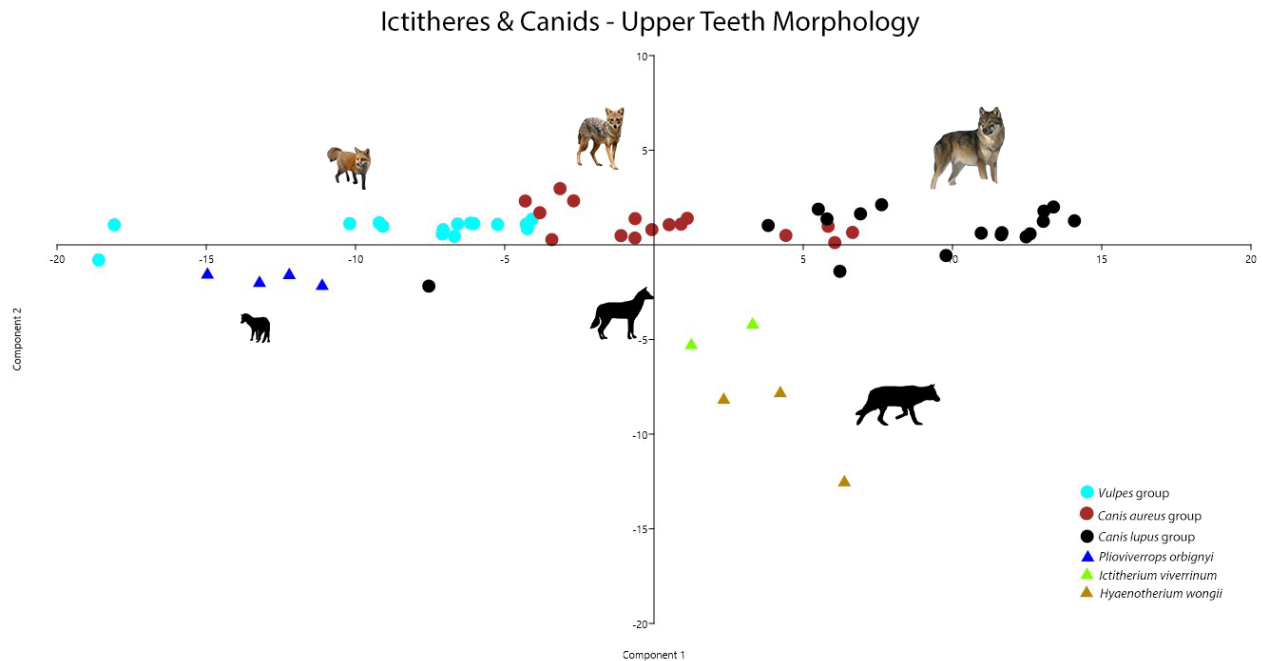 Ictitheres & Canids - Upper Teeth Morphology
10
5
-20 -15 -10 -5 5 10 15 20
-5
-10
-15
-20
Component 2
Component 1
Vulpes group
Canis aureus group
Canis lupus group
Plioviverrops orbignyi
Ictitherium viverrinum
Hyaenotherium wongii